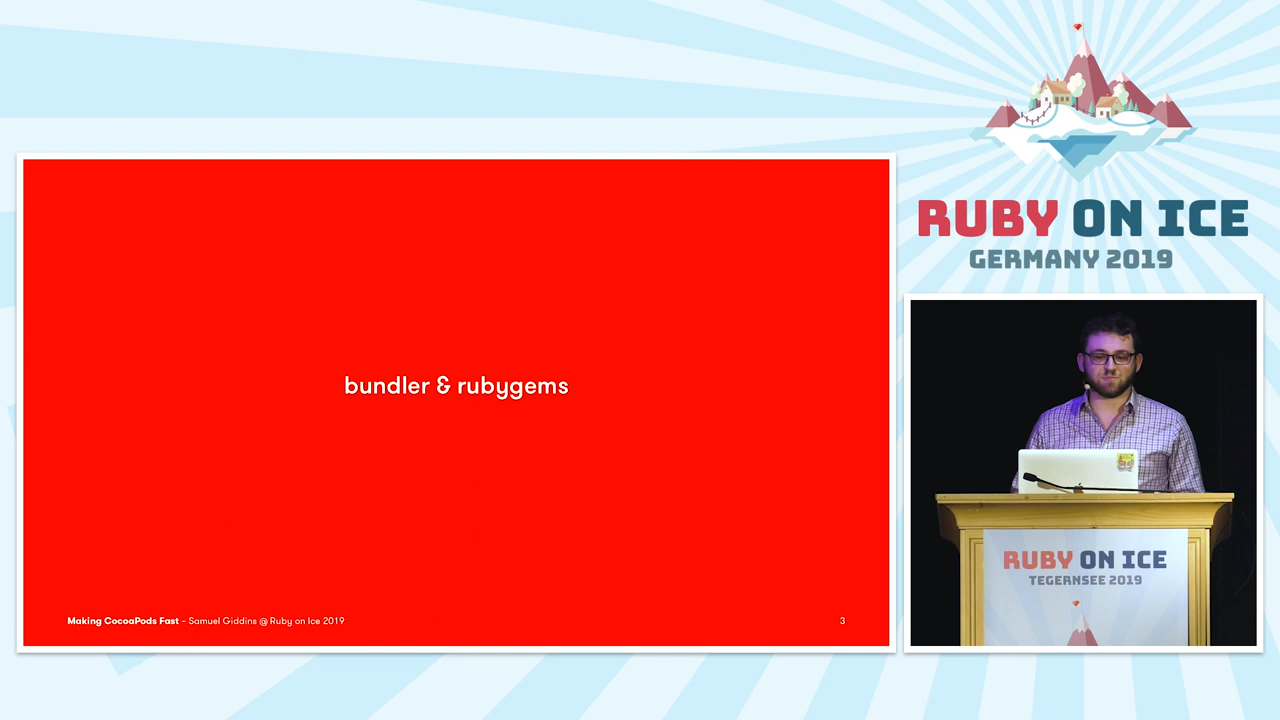 RUBY ON ICE
GERMANY 2019
bundler & rubygems
Making CocoaPods Fast – Samuel Giddins @ Ruby on Ice 2019
3
RUBY ON ICE
TEGERNSEE 2019